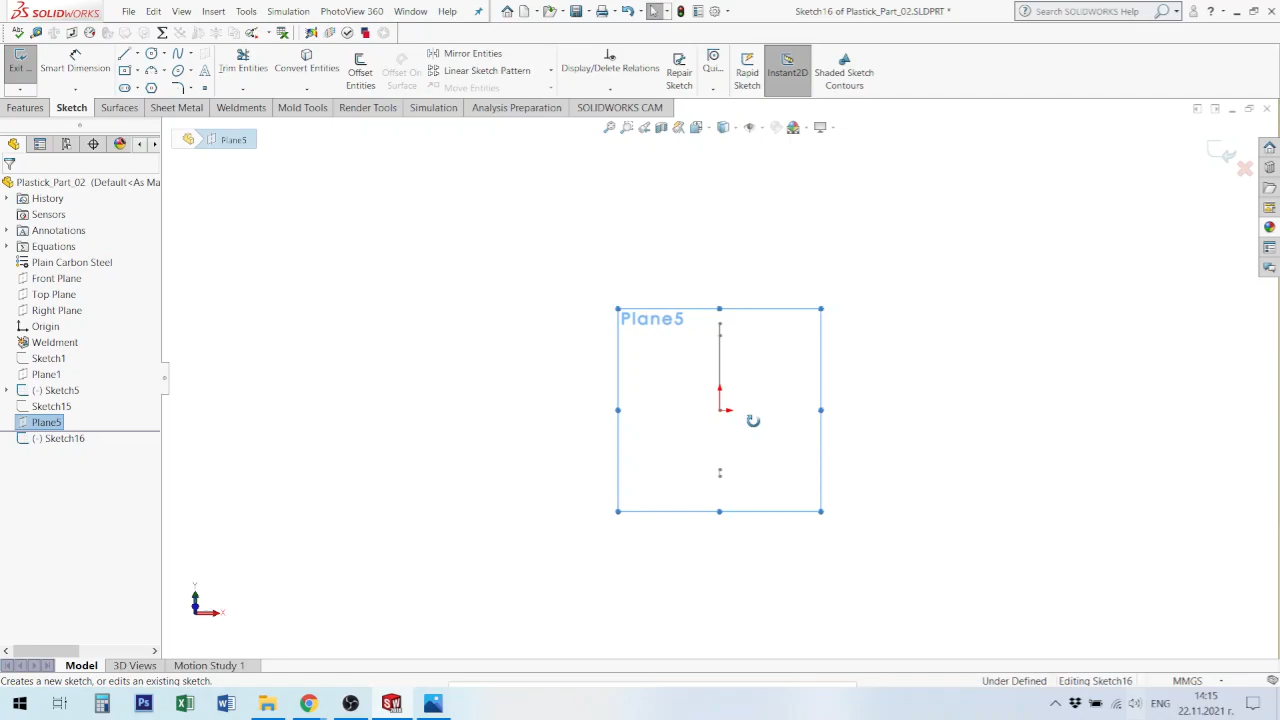 SOLIDWORKS
File Edit View Insert Tools Simulation PhotoView 360 Window Help
Sketch16 of Plastick_Part_02.SLDPRT *
Search SOLIDWORKS Help
Exit ...
Smart Dimension
Trim Entities
Convert Entities
Offset Entities
Offset On Surface
Mirror Entities
Linear Sketch Pattern
Move Entities
Display/Delete Relations
Repair Sketch
Qui...
Rapid Sketch
Instant2D
Shaded Sketch Contours
Features Sketch Surfaces Sheet Metal Weldments Mold Tools Render Tools Simulation Analysis Preparation SOLIDWORKS CAM
Plane5
Plastick_Part_02 (Default<As Ma
History
Sensors
Annotations
Equations
Plain Carbon Steel
Front Plane
Top Plane
Right Plane
Origin
Weldment
Sketch1
Plane1
(-) Sketch5
Sketch15
Plane5
(-) Sketch16
Plane5
Y
X
Model 3D Views Motion Study 1
Creates a new sketch, or edits an existing sketch.
Under Defined Editing Sketch16 MMGS
ENG
14:15
22.11.2021 г.